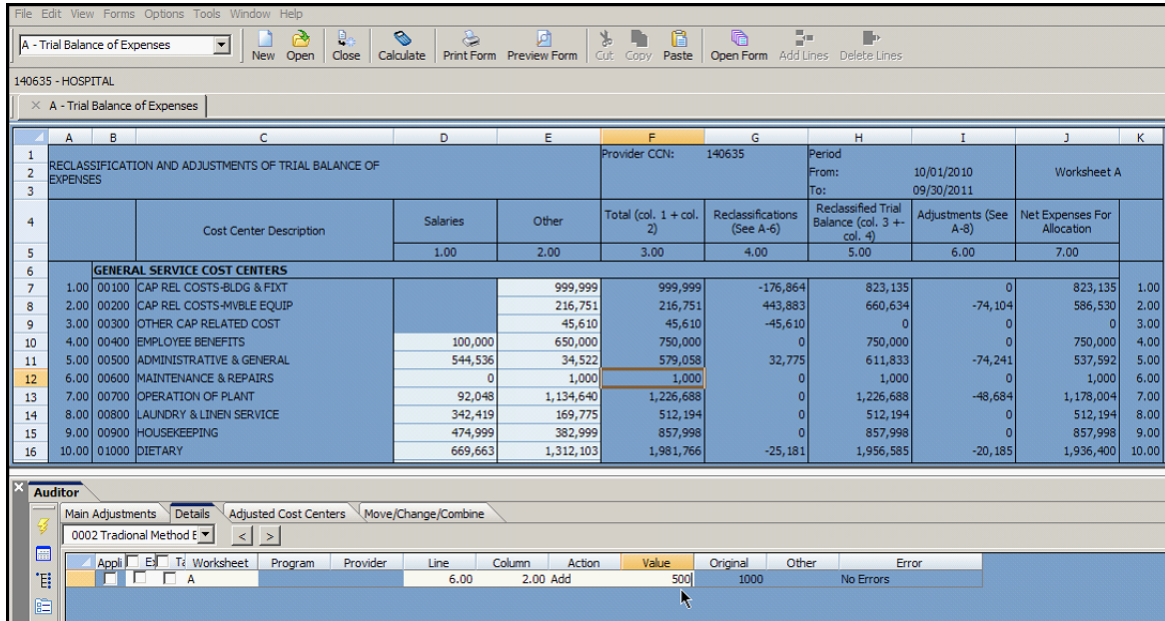 File Edit View Forms Options Tools Window Help
A - Trial Balance of Expenses New Open Close Calculate Print Form Preview Form Cut Copy Paste Open Form Add Lines Delete Lines
140635 - HOSPITAL
× A - Trial Balance of Expenses
A B C D E F G H I J K
1 Provider CCN: 140635 Period
2 RECLASSIFICATION AND ADJUSTMENTS OF TRIAL BALANCE OF EXPENSES From: 10/01/2010 Worksheet A
3 To: 09/30/2011
4 Cost Center Description Salaries Other Total (col. 1 + col. 2) Reclassifications (See A-6) Reclassified Trial Balance (col. 3 +- col. 4) Adjustments (See A-8) Net Expenses For Allocation
5 1.00 2.00 3.00 4.00 5.00 6.00 7.00
6 GENERAL SERVICE COST CENTERS
7 1.00 00100 CAP REL COSTS-BLDG & FIXT 999,999 999,999 -176,864 823,135 0 823,135 1.00
8 2.00 00200 CAP REL COSTS-MVBLE EQUIP 216,751 216,751 443,883 660,634 -74,104 586,530 2.00
9 3.00 00300 OTHER CAP RELATED COST 45,610 45,610 -45,610 0 0 0 3.00
10 4.00 00400 EMPLOYEE BENEFITS 100,000 650,000 750,000 0 750,000 0 750,000 4.00
11 5.00 00500 ADMINISTRATIVE & GENERAL 544,536 34,522 579,058 32,775 611,833 -74,241 537,592 5.00
12 6.00 00600 MAINTENANCE & REPAIRS 0 1,000 1,000 0 1,000 0 1,000 6.00
13 7.00 00700 OPERATION OF PLANT 92,048 1,134,640 1,226,688 0 1,226,688 -48,684 1,178,004 7.00
14 8.00 00800 LAUNDRY & LINEN SERVICE 342,419 169,775 512,194 0 512,194 0 512,194 8.00
15 9.00 00900 HOUSEKEEPING 474,999 382,999 857,998 0 857,998 0 857,998 9.00
16 10.00 01000 DIETARY 669,663 1,312,103 1,981,766 -25,181 1,956,585 -20,185 1,936,400 10.00
× Auditor
Main Adjustments Details Adjusted Cost Centers Move/Change/Combine
0002 Tradional Method E < >
Appli Ta Worksheet Program Provider Line Column Action Value Original Other Error
A 6.00 2.00 Add 500 1000 No Errors